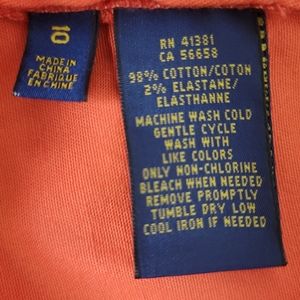 10
MADE IN
CHINA
FABRIQUE
EN CHINE
RN 41381
CA 56658
98% COTTON/COTON
2% ELASTANE/
ELASTHANNE
MACHINE WASH COLD
GENTLE CYCLE
WASH WITH
LIKE COLORS
ONLY NON-CHLORINE
BLEACH WHEN NEEDED
REMOVE PROMPTLY
TUMBLE DRY LOW
COOL IRON IF NEEDED